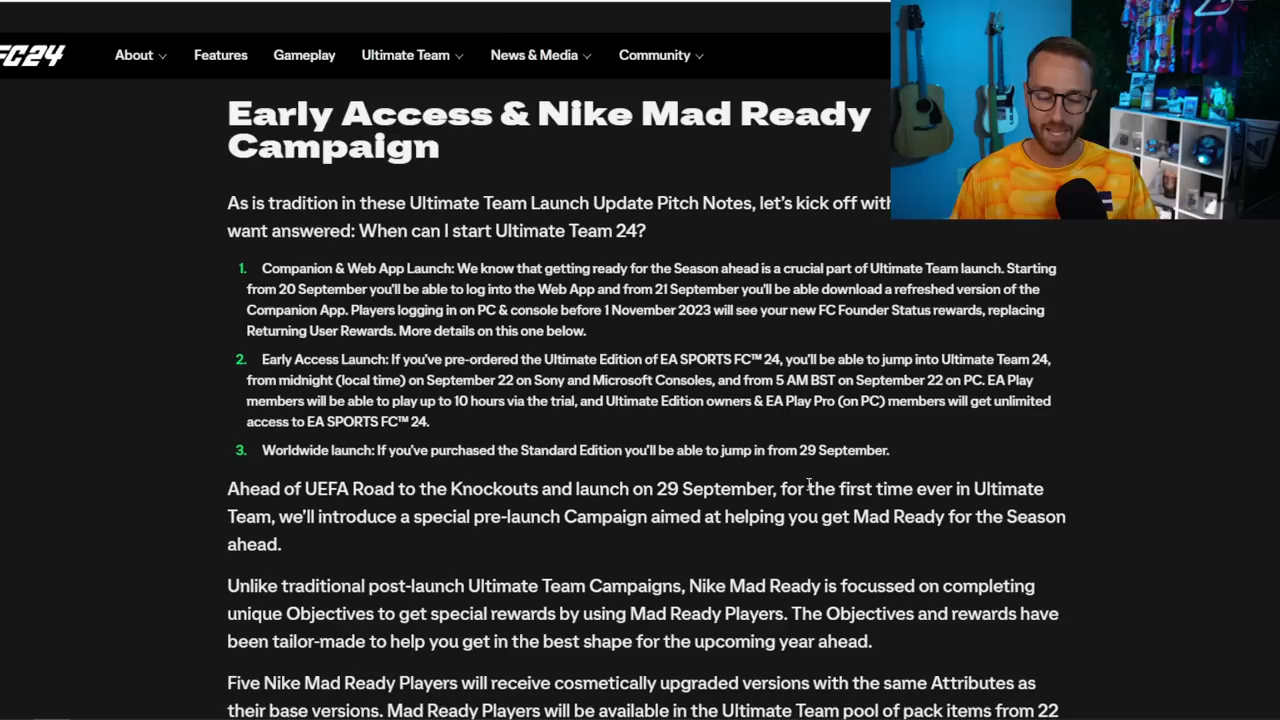 FC24
About
Features
Gameplay
Ultimate Team
News & Media
Community
Early Access & Nike Mad Ready
Campaign
As is tradition in these Ultimate Team Launch Update Pitch Notes, let's kick off with
want answered: When can I start Ultimate Team 24?
1. Companion & Web App Launch: We know that getting ready for the Season ahead is a crucial part of Ultimate Team launch. Starting
from 20 September you'll be able to log into the Web App and from 21 September you'll be able download a refreshed version of the
Companion App. Players logging in on PC & console before 1 November 2023 will see your new FC Founder Status rewards, replacing
Returning User Rewards. More details on this one below.
2. Early Access Launch: If you've pre-ordered the Ultimate Edition of EA SPORTS FC™ 24, you'll be able to jump into Ultimate Team 24,
from midnight (local time) on September 22 on Sony and Microsoft Consoles, and from 5 AM BST on September 22 on PC. EA Play
members will be able to play up to 10 hours via the trial, and Ultimate Edition owners & EA Play Pro (on PC) members will get unlimited
access to EA SPORTS FC™ 24.
3. Worldwide launch: If you've purchased the Standard Edition you'll be able to jump in from 29 September.
Ahead of UEFA Road to the Knockouts and launch on 29 September, for the first time ever in Ultimate
Team, we'll introduce a special pre-launch Campaign aimed at helping you get Mad Ready for the Season
ahead.
Unlike traditional post-launch Ultimate Team Campaigns, Nike Mad Ready is focussed on completing
unique Objectives to get special rewards by using Mad Ready Players. The Objectives and rewards have
been tailor-made to help you get in the best shape for the upcoming year ahead.
Five Nike Mad Ready Players will receive cosmetically upgraded versions with the same Attributes as
their base versions. Mad Ready Players will be available in the Ultimate Team pool of pack items from 22